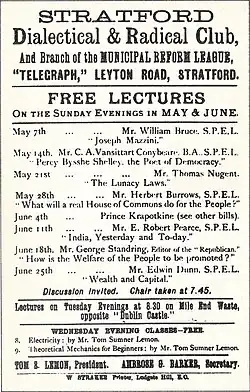 STRATFORD
Dialectical & Radical Club,
And Branch of the MUNICIPAL REFORM LEAGUE,
"TELEGRAPH," LEYTON ROAD, STRATFORD.
FREE LECTURES
ON THE SUNDAY EVENINGS IN MAY & JUNE.
May 7th ... ... Mr. William Bruce, S.P.E.L.
"Joseph Mazzini."
May 14th. Mr. C. A. Vansittart Conybeare, B.A., S.P.E.L.
"Percy Bysshe Shelley, the Poet of Democracy."
May 21st ... ... ... Mr. Thomas Nugent.
"The Lunacy Laws."
May 28th ... Mr. Herbert Burrows, S.P.E.L.
"What will a real House of Commons do for the People?"
June 4th ... Prince Krapotkine (see other bills).
June 11th ... Mr. E. Robert Pearce, S.P.E.L.
"India, Yesterday and To-day."
June 18th. Mr. George Standring, Editor of the "Republican."
"How is the Welfare of the People to be promoted?"
June 25th ... Mr. Edwin Dunn, S.P.E.L.
"Wealth and Capital."
Discussion Invited. Chair taken at 7.45.
Lectures on Tuesday Evenings at 8.30 on Mile End Waste,
opposite "Dublin Castle."
WEDNESDAY EVENING CLASSES—FREE.
8. Electricity: by Mr. Tom Sumner Lemon.
9. Theoretical Mechanics for Beginners: by Mr. Tom Sumner Lemon.
TOM S. LEMON, President. AMBROSE G. BARKER, Secretary.
W STRAKER Printer, Ludgate Hill, E.C.